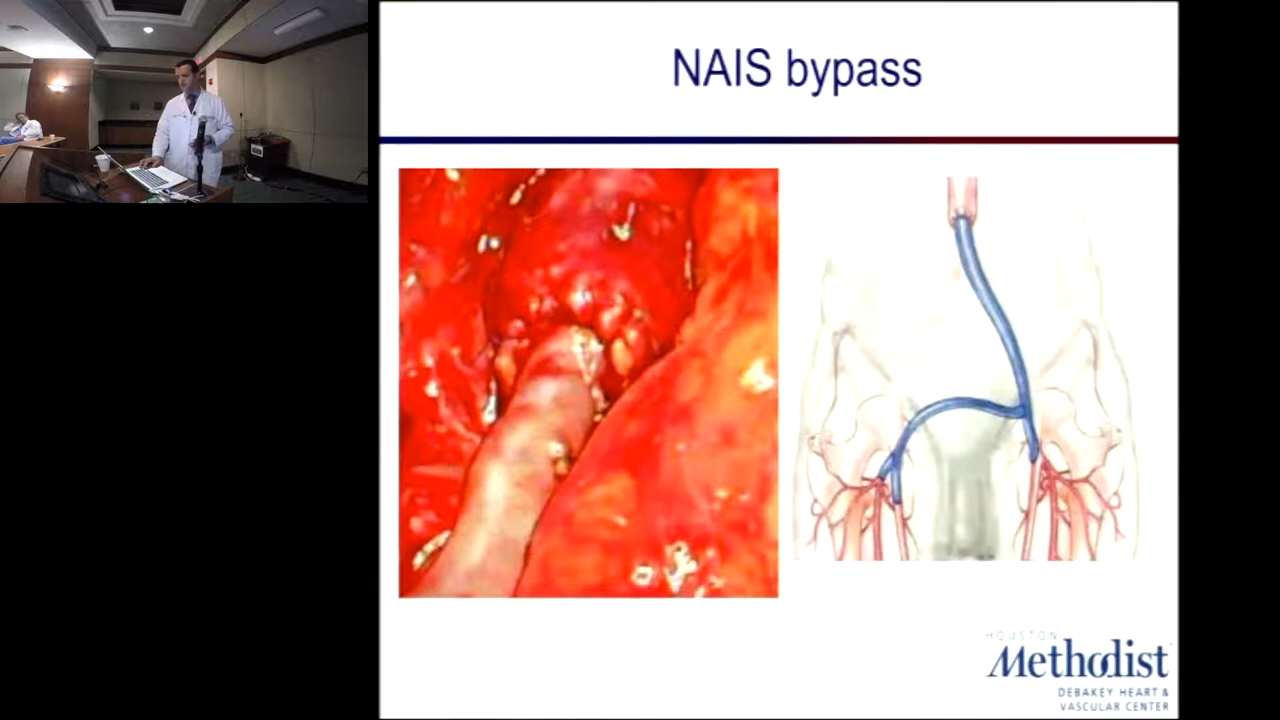 NAIS bypass
HOUSTON
Methodist
DEBAKEY HEART &
VASCULAR CENTER